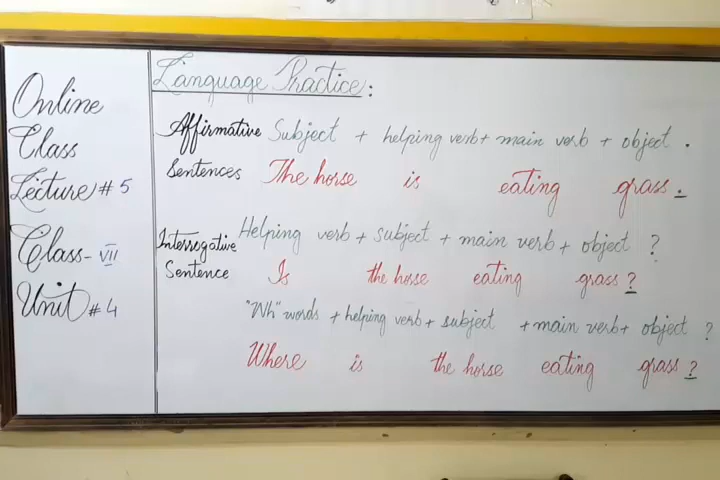 Online
Class
Lecture # 5
Class - VII
Unit # 4
Language Practice :
Affirmative Subject + helping verb + main verb + object .
Sentences The horse is eating grass .
Interrogative Helping verb + subject + main verb + object ?
Sentence Is the horse eating grass ?
"Wh" words + helping verb + subject + main verb + object ?
Where is the horse eating grass ?